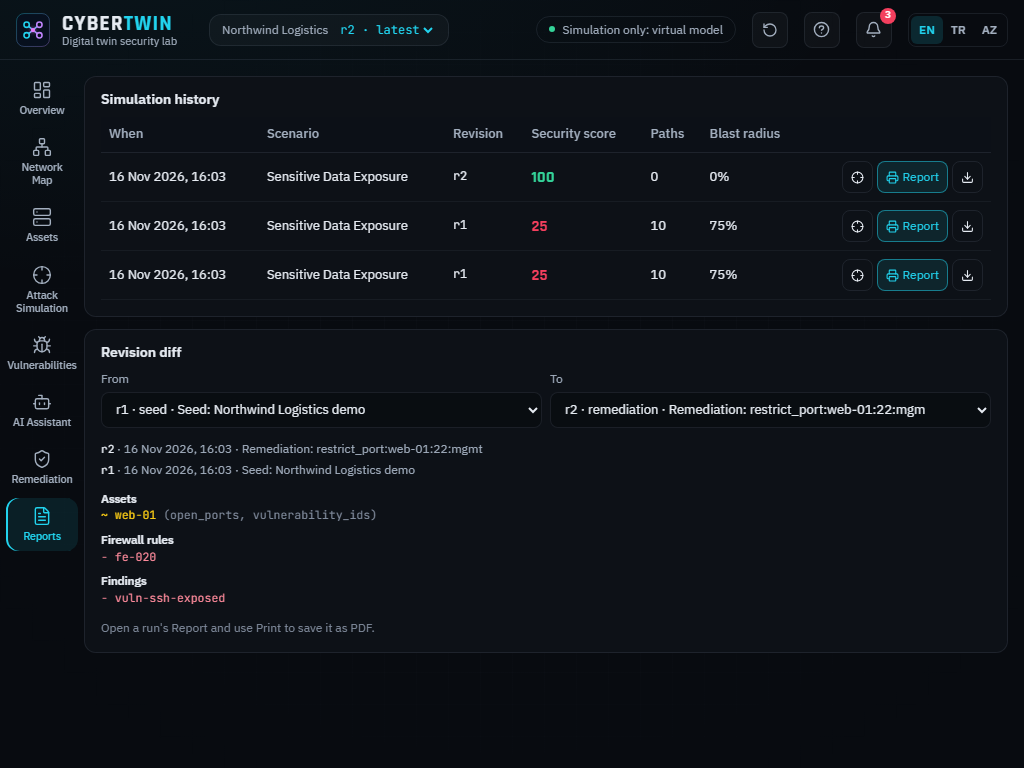 CYBERTWIN
Digital twin security lab
Northwind Logistics r2 · latest
Simulation only: virtual model
3
EN TR AZ
Overview
Network
Map
Assets
Attack
Simulation
Vulnerabilities
AI Assistant
Remediation
Reports
Simulation history
When Scenario Revision Security score Paths Blast radius
16 Nov 2026, 16:03 Sensitive Data Exposure r2 100 0 0% Report
16 Nov 2026, 16:03 Sensitive Data Exposure r1 25 10 75% Report
16 Nov 2026, 16:03 Sensitive Data Exposure r1 25 10 75% Report
Revision diff
From To
r1 · seed · Seed: Northwind Logistics demo r2 · remediation · Remediation: restrict_port:web-01:22:mgm
r2 · 16 Nov 2026, 16:03 · Remediation: restrict_port:web-01:22:mgmt
r1 · 16 Nov 2026, 16:03 · Seed: Northwind Logistics demo
Assets
~ web-01 (open_ports, vulnerability_ids)
Firewall rules
- fe-020
Findings
- vuln-ssh-exposed
Open a run's Report and use Print to save it as PDF.